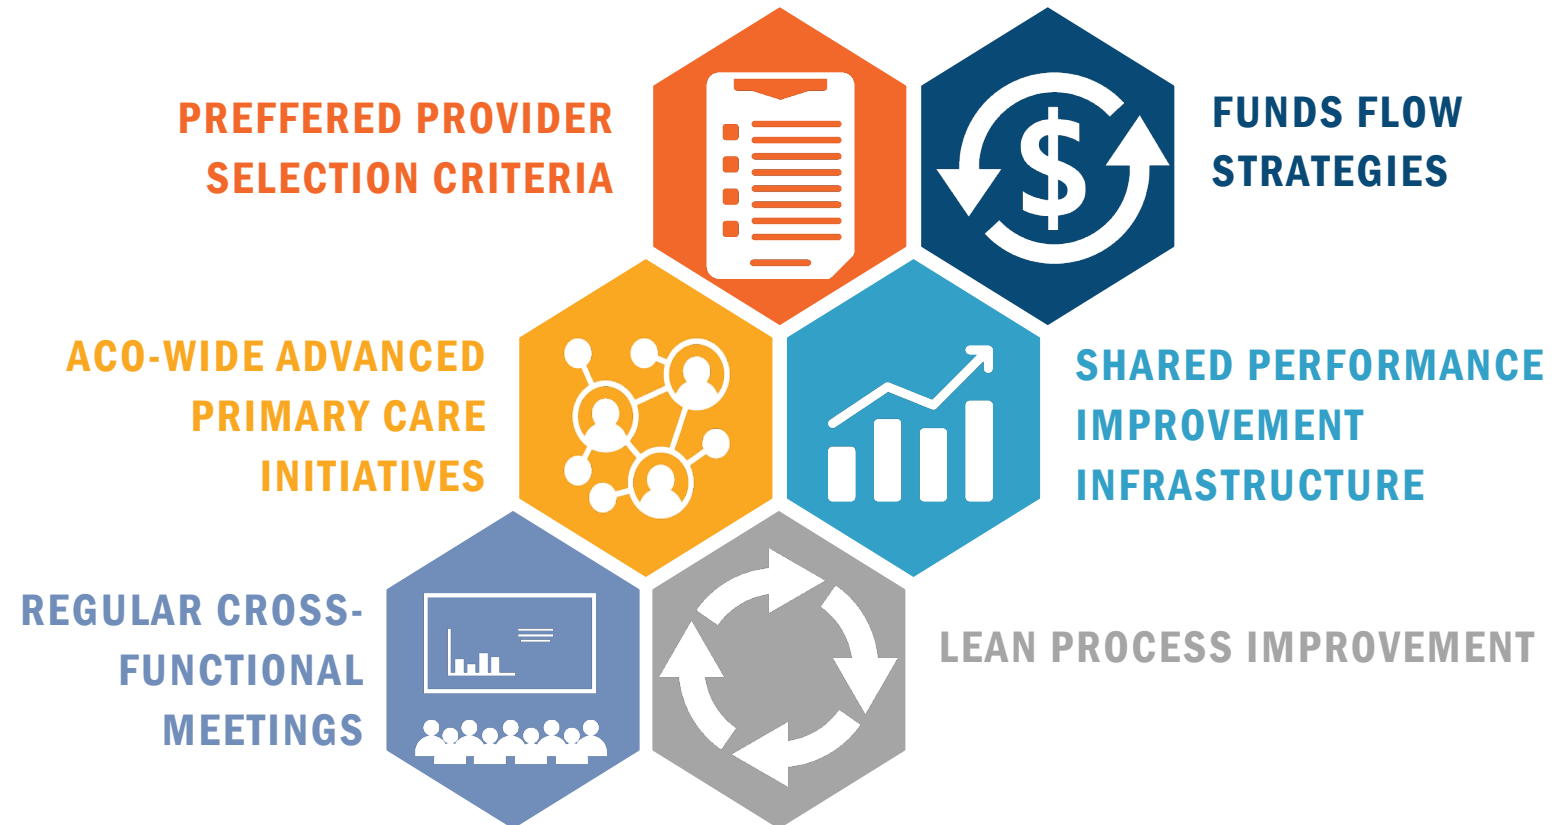 PREFFERED PROVIDER
SELECTION CRITERIA
FUNDS FLOW
STRATEGIES
$
ACO-WIDE ADVANCED
PRIMARY CARE
INITIATIVES
SHARED PERFORMANCE
IMPROVEMENT
INFRASTRUCTURE
REGULAR CROSS-
FUNCTIONAL
MEETINGS
LEAN PROCESS IMPROVEMENT